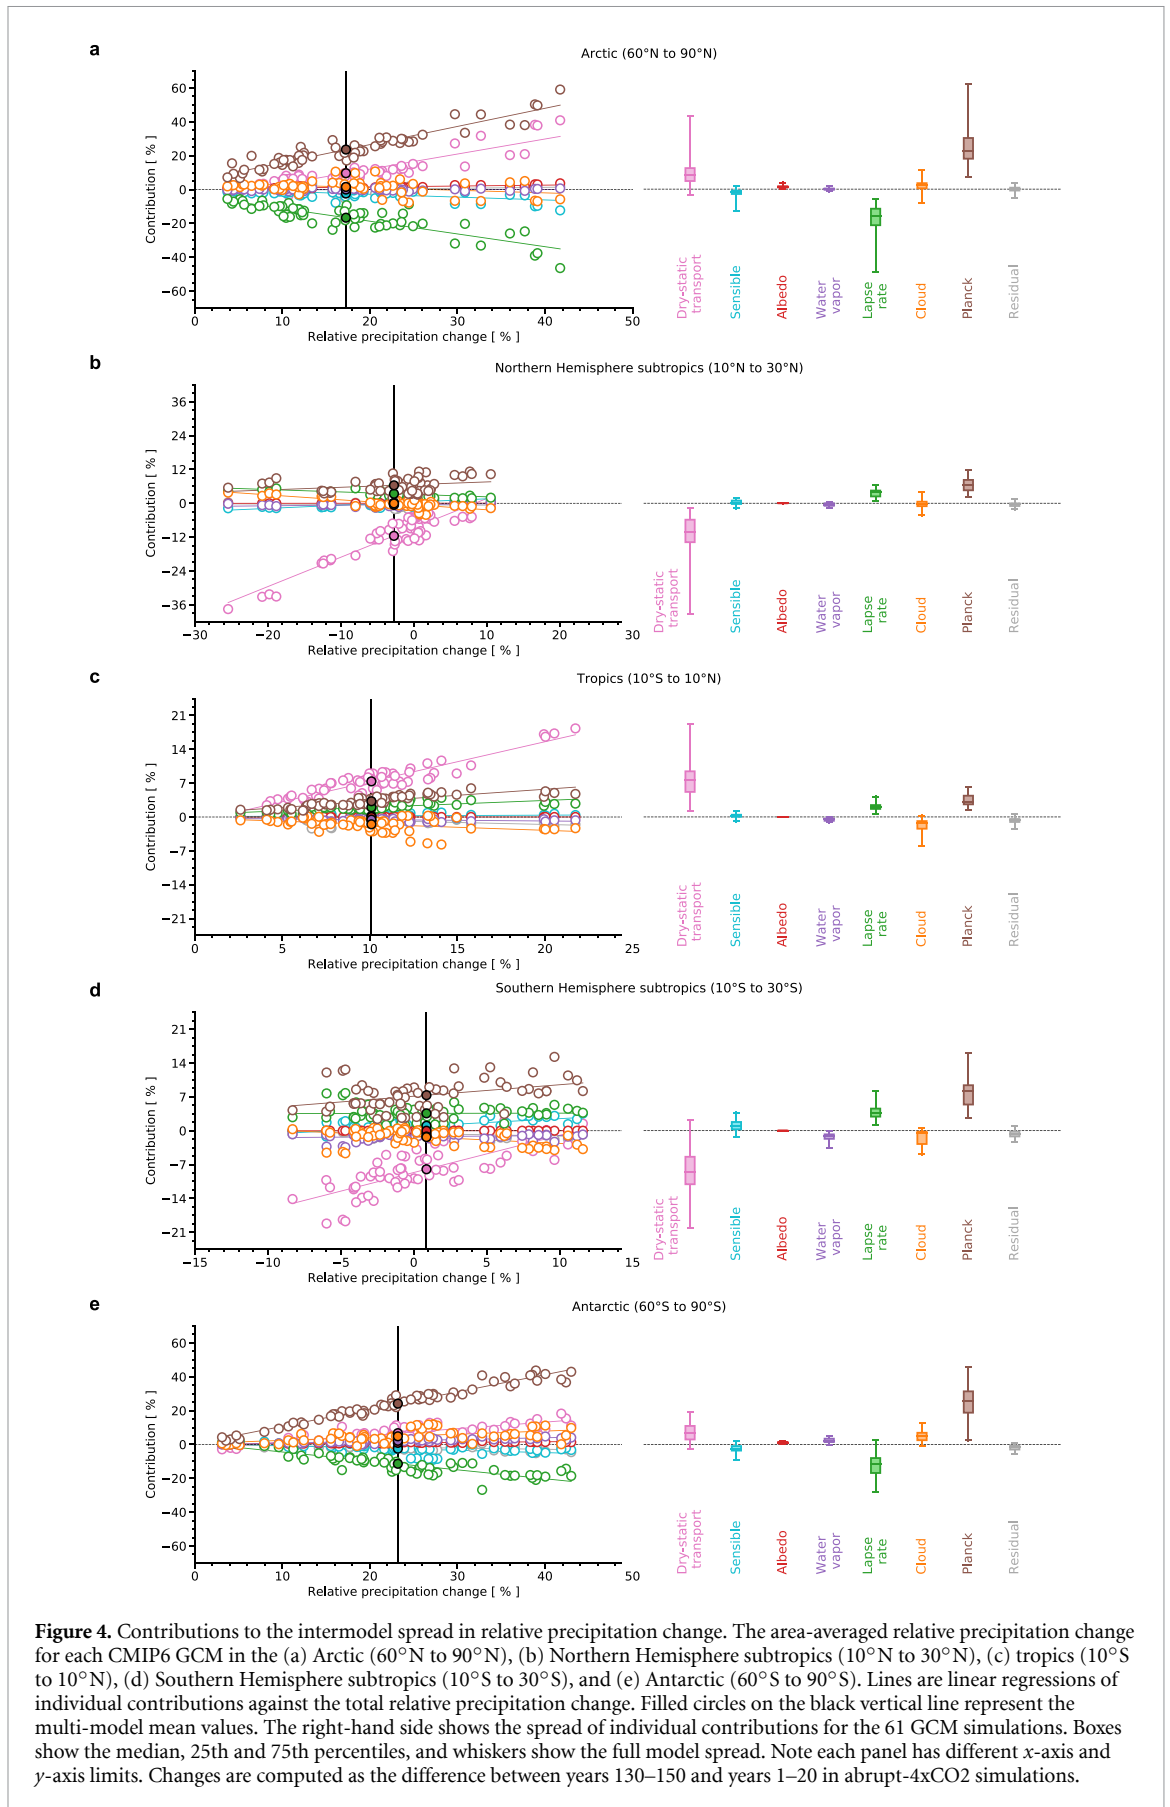 a
Arctic (60°N to 90°N)
Contribution [ % ]
60
40
20
0
−20
−40
−60
0 10 20 30 40 50
Relative precipitation change [ % ]
Dry-static
transport
Sensible
Albedo
Water
vapor
Lapse
rate
Cloud
Planck
Residual
b
Northern Hemisphere subtropics (10°N to 30°N)
Contribution [ % ]
36
24
12
0
−12
−24
−36
−30 −20 −10 0 10 20 30
Relative precipitation change [ % ]
Dry-static
transport
Sensible
Albedo
Water
vapor
Lapse
rate
Cloud
Planck
Residual
c
Tropics (10°S to 10°N)
Contribution [ % ]
21
14
7
0
−7
−14
−21
0 5 10 15 20 25
Relative precipitation change [ % ]
Dry-static
transport
Sensible
Albedo
Water
vapor
Lapse
rate
Cloud
Planck
Residual
d
Southern Hemisphere subtropics (10°S to 30°S)
Contribution [ % ]
21
14
7
0
−7
−14
−21
−15 −10 −5 0 5 10 15
Relative precipitation change [ % ]
Dry-static
transport
Sensible
Albedo
Water
vapor
Lapse
rate
Cloud
Planck
Residual
e
Antarctic (60°S to 90°S)
Contribution [ % ]
60
40
20
0
−20
−40
−60
0 10 20 30 40 50
Relative precipitation change [ % ]
Dry-static
transport
Sensible
Albedo
Water
vapor
Lapse
rate
Cloud
Planck
Residual
Figure 4. Contributions to the intermodel spread in relative precipitation change. The area-averaged relative precipitation change
for each CMIP6 GCM in the (a) Arctic (60°N to 90°N), (b) Northern Hemisphere subtropics (10°N to 30°N), (c) tropics (10°S
to 10°N), (d) Southern Hemisphere subtropics (10°S to 30°S), and (e) Antarctic (60°S to 90°S). Lines are linear regressions of
individual contributions against the total relative precipitation change. Filled circles on the black vertical line represent the
multi-model mean values. The right-hand side shows the spread of individual contributions for the 61 GCM simulations. Boxes
show the median, 25th and 75th percentiles, and whiskers show the full model spread. Note each panel has different x-axis and
y-axis limits. Changes are computed as the difference between years 130–150 and years 1–20 in abrupt-4xCO2 simulations.